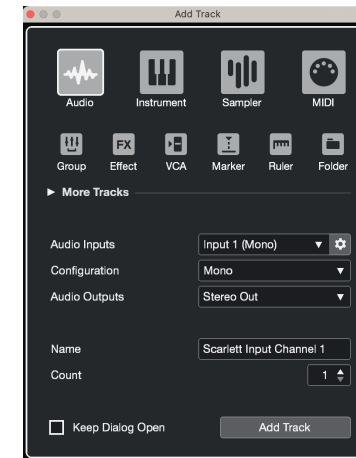 Add Track
Audio Instrument Sampler MIDI
FX
Group Effect VCA Marker Ruler Folder
More Tracks
Audio Inputs Input 1 (Mono)
Configuration Mono
Audio Outputs Stereo Out
Name Scarlett Input Channel 1
Count 1
Keep Dialog Open Add Track